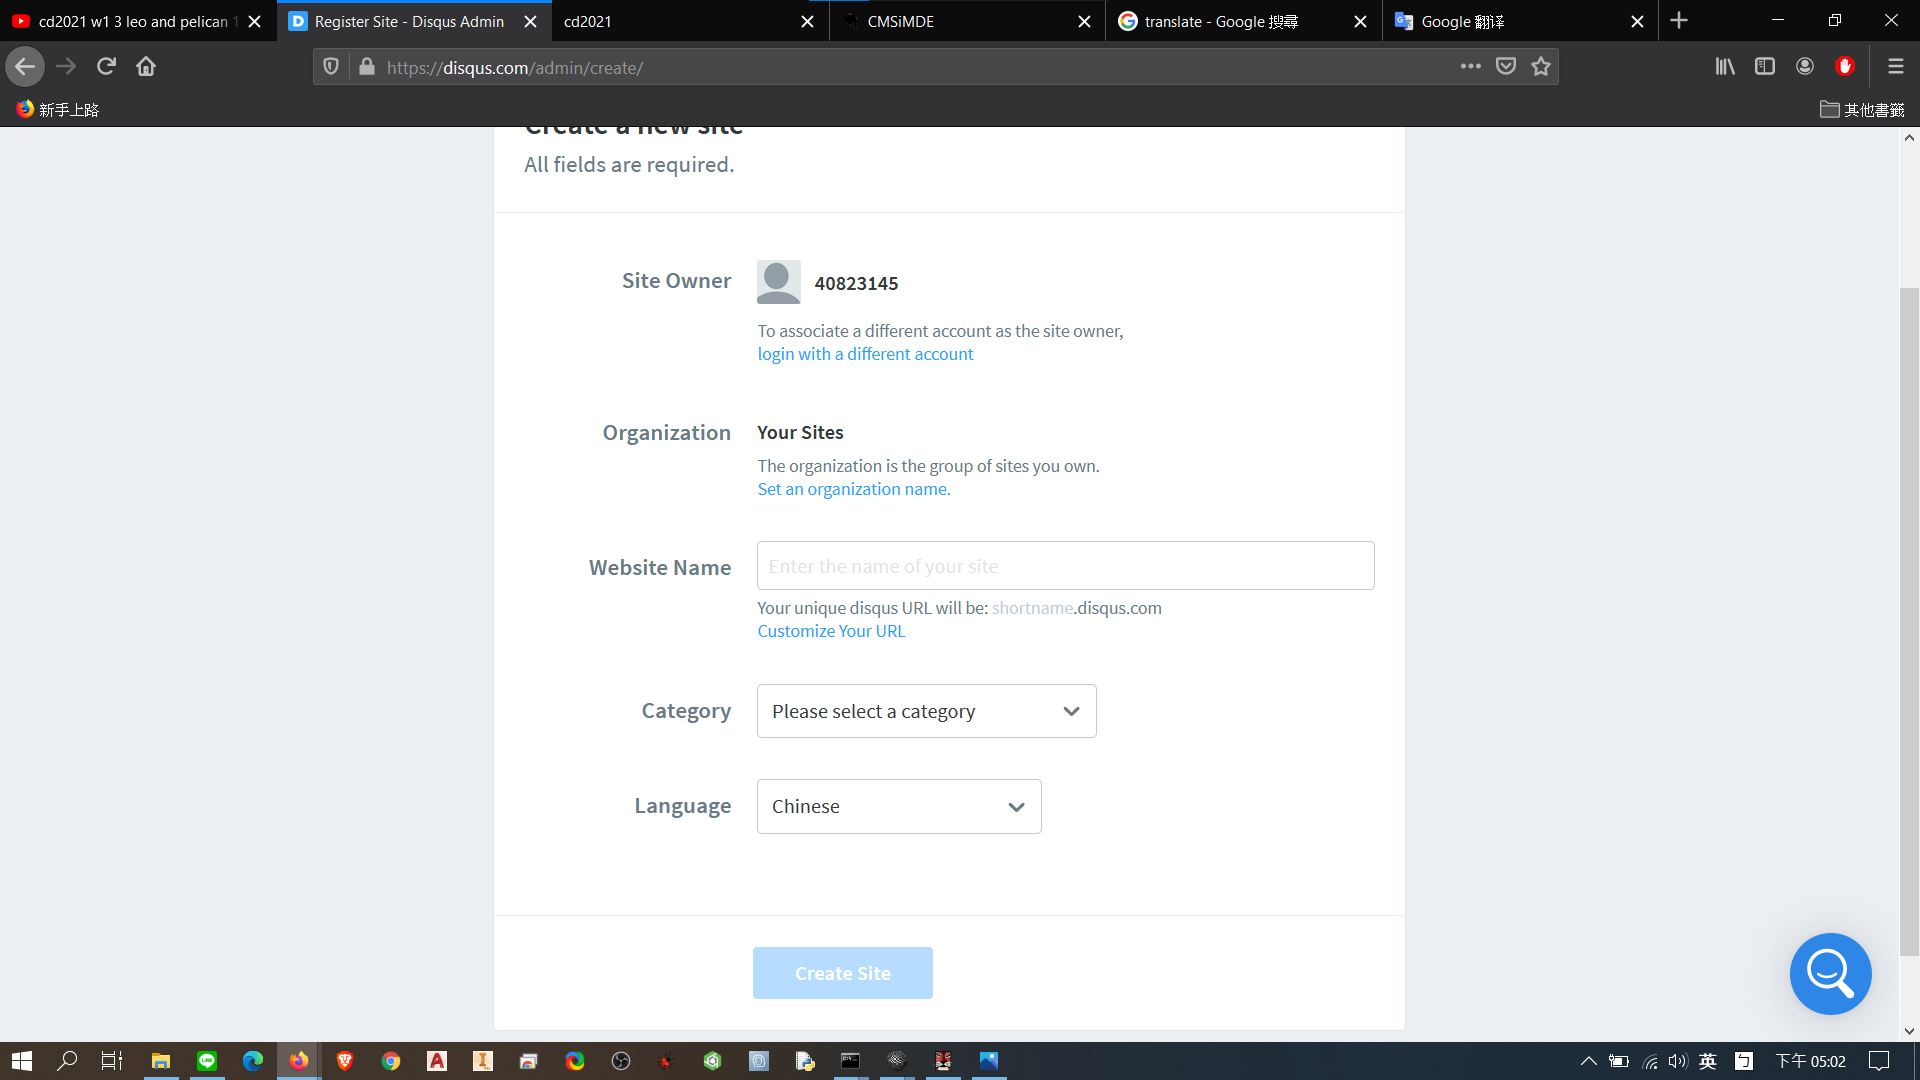 cd2021 w1 3 leo and pelican 1
Register Site - Disqus Admin
cd2021
CMSiMDE
translate - Google 搜尋
Google 翻译
https://disqus.com/admin/create/
新手上路
其他書籤
Create a new site
All fields are required.
Site Owner
40823145
To associate a different account as the site owner,
login with a different account
Organization
Your Sites
The organization is the group of sites you own.
Set an organization name.
Website Name
Enter the name of your site
Your unique disqus URL will be: shortname.disqus.com
Customize Your URL
Category
Please select a category
Language
Chinese
Create Site
英
下午 05:02